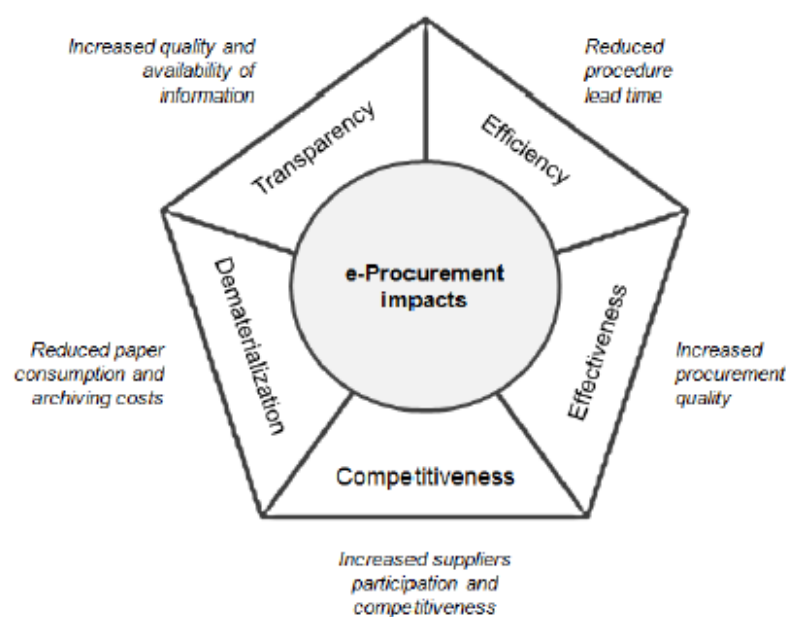 Increased quality and
availability of
information
Reduced
procedure
lead time
Transparency
Efficiency
e-Procurement
impacts
Dematerialization
Effectiveness
Reduced paper
consumption and
archiving costs
Increased
procurement
quality
Competitiveness
Increased suppliers
participation and
competitiveness